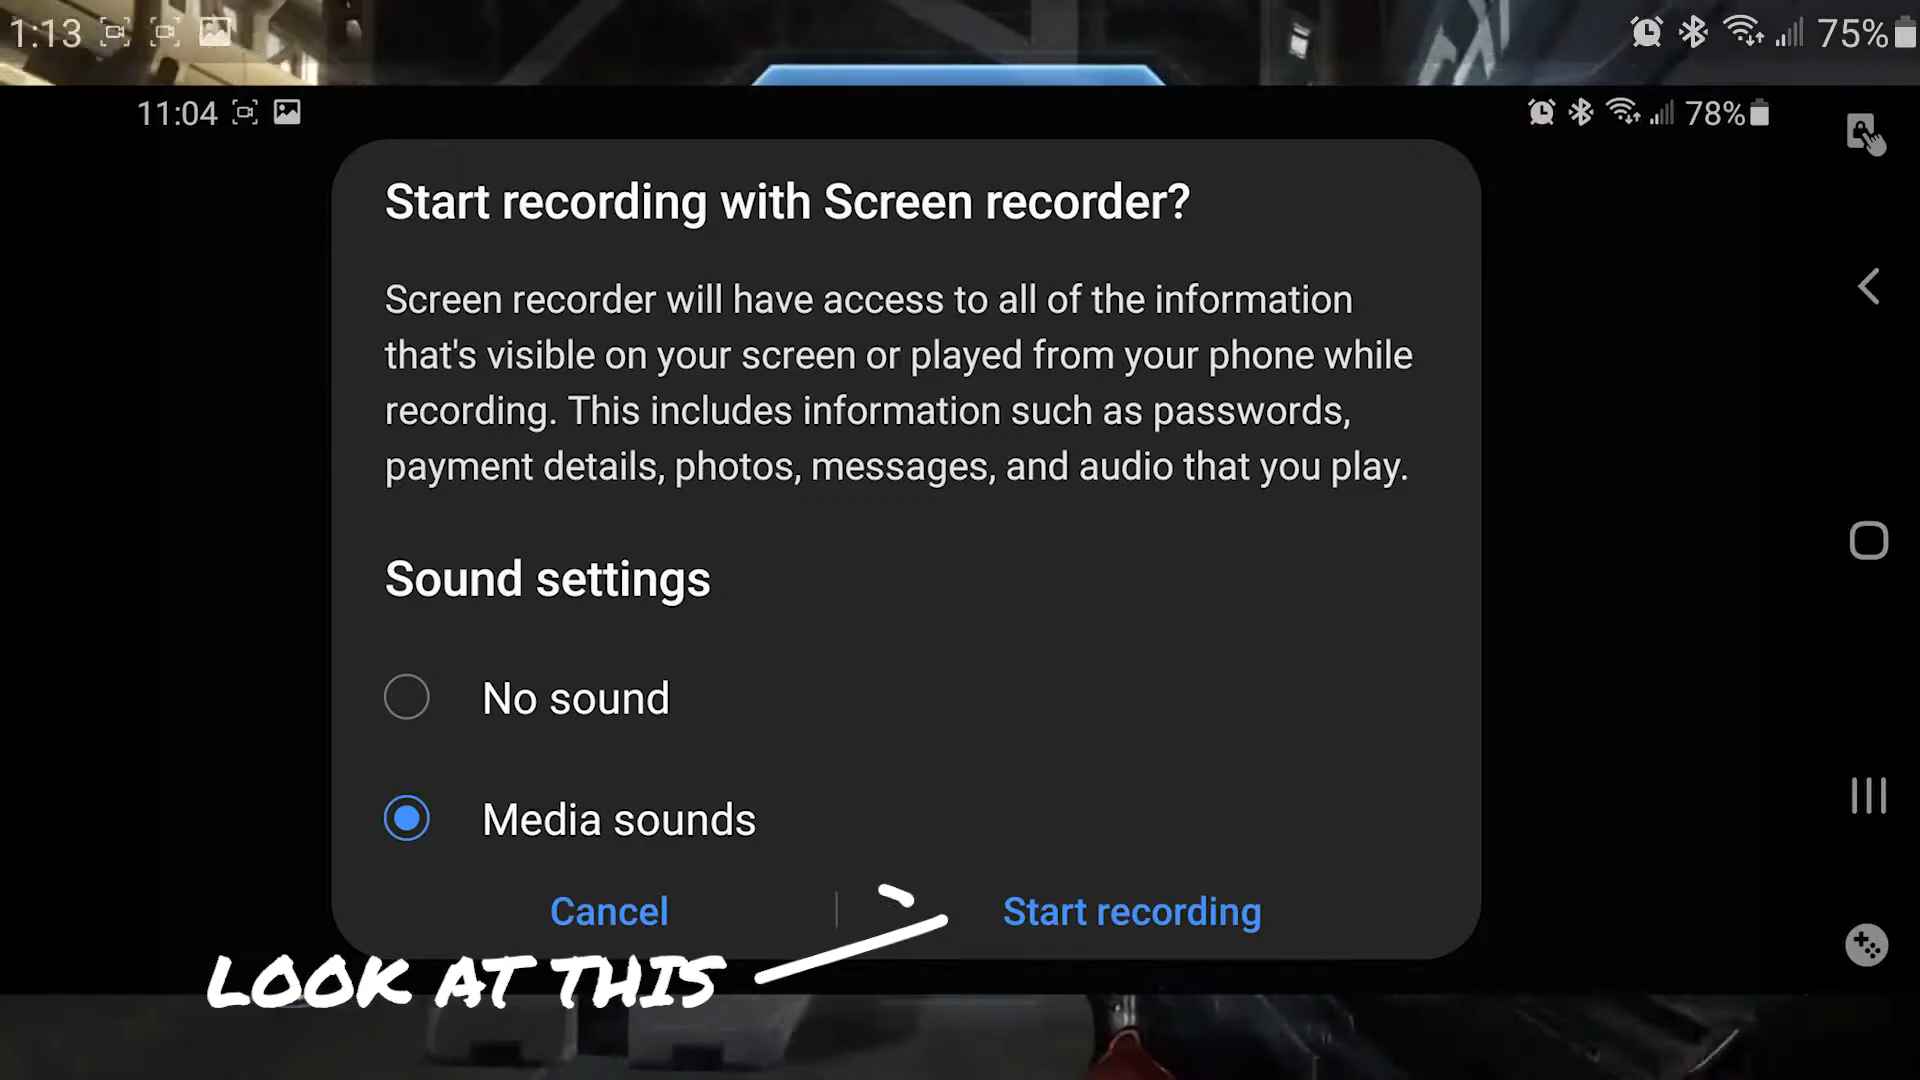 1:13 75%
11:04 78%
Start recording with Screen recorder?
Screen recorder will have access to all of the information
that's visible on your screen or played from your phone while
recording. This includes information such as passwords,
payment details, photos, messages, and audio that you play.
Sound settings
No sound
Media sounds
Cancel Start recording
LOOK AT THIS